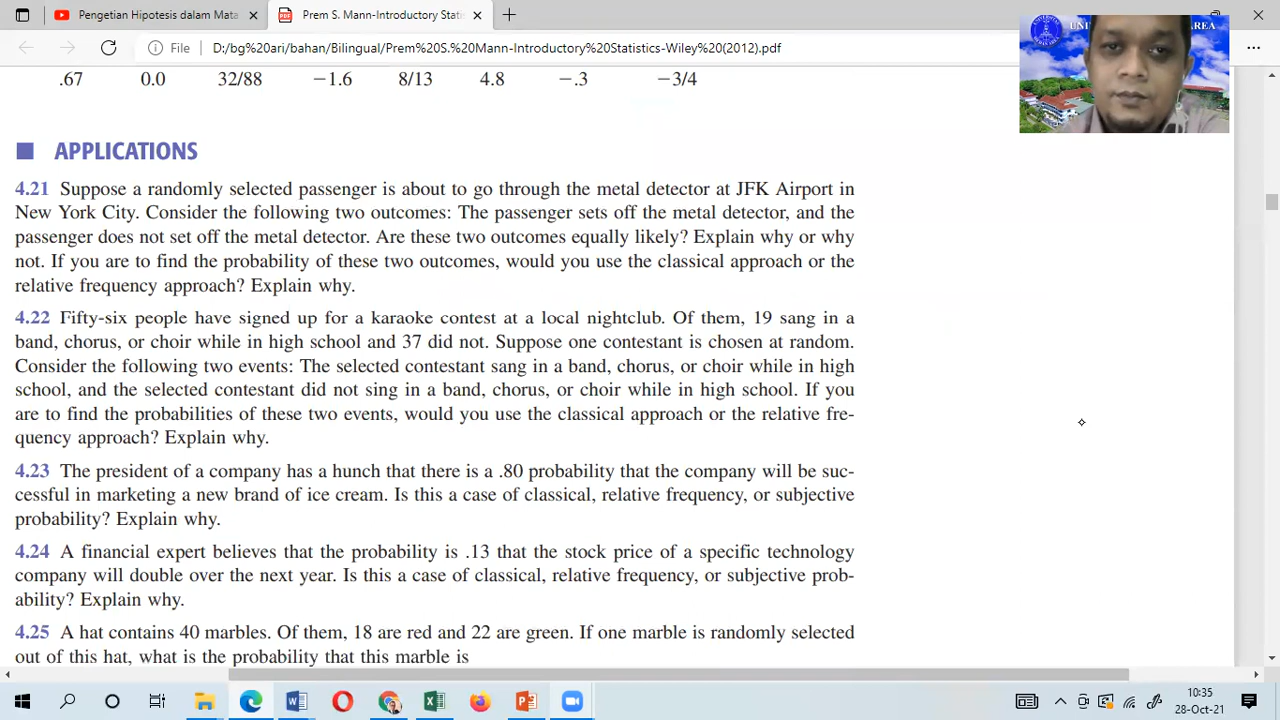 Pengertian Hipotesis dalam Mata
Prem S. Mann-Introductory Statis
File
D:/bg%20ari/bahan/Bilingual/Prem%20S.%20Mann-Introductory%20Statistics-Wiley%20(2012).pdf
UNI
AREA
.67 0.0 32/88 −1.6 8/13 4.8 −.3 −3/4
APPLICATIONS
4.21 Suppose a randomly selected passenger is about to go through the metal detector at JFK Airport in
New York City. Consider the following two outcomes: The passenger sets off the metal detector, and the
passenger does not set off the metal detector. Are these two outcomes equally likely? Explain why or why
not. If you are to find the probability of these two outcomes, would you use the classical approach or the
relative frequency approach? Explain why.
4.22 Fifty-six people have signed up for a karaoke contest at a local nightclub. Of them, 19 sang in a
band, chorus, or choir while in high school and 37 did not. Suppose one contestant is chosen at random.
Consider the following two events: The selected contestant sang in a band, chorus, or choir while in high
school, and the selected contestant did not sing in a band, chorus, or choir while in high school. If you
are to find the probabilities of these two events, would you use the classical approach or the relative fre-
quency approach? Explain why.
4.23 The president of a company has a hunch that there is a .80 probability that the company will be suc-
cessful in marketing a new brand of ice cream. Is this a case of classical, relative frequency, or subjective
probability? Explain why.
4.24 A financial expert believes that the probability is .13 that the stock price of a specific technology
company will double over the next year. Is this a case of classical, relative frequency, or subjective prob-
ability? Explain why.
4.25 A hat contains 40 marbles. Of them, 18 are red and 22 are green. If one marble is randomly selected
out of this hat, what is the probability that this marble is
10:35
28-Oct-21